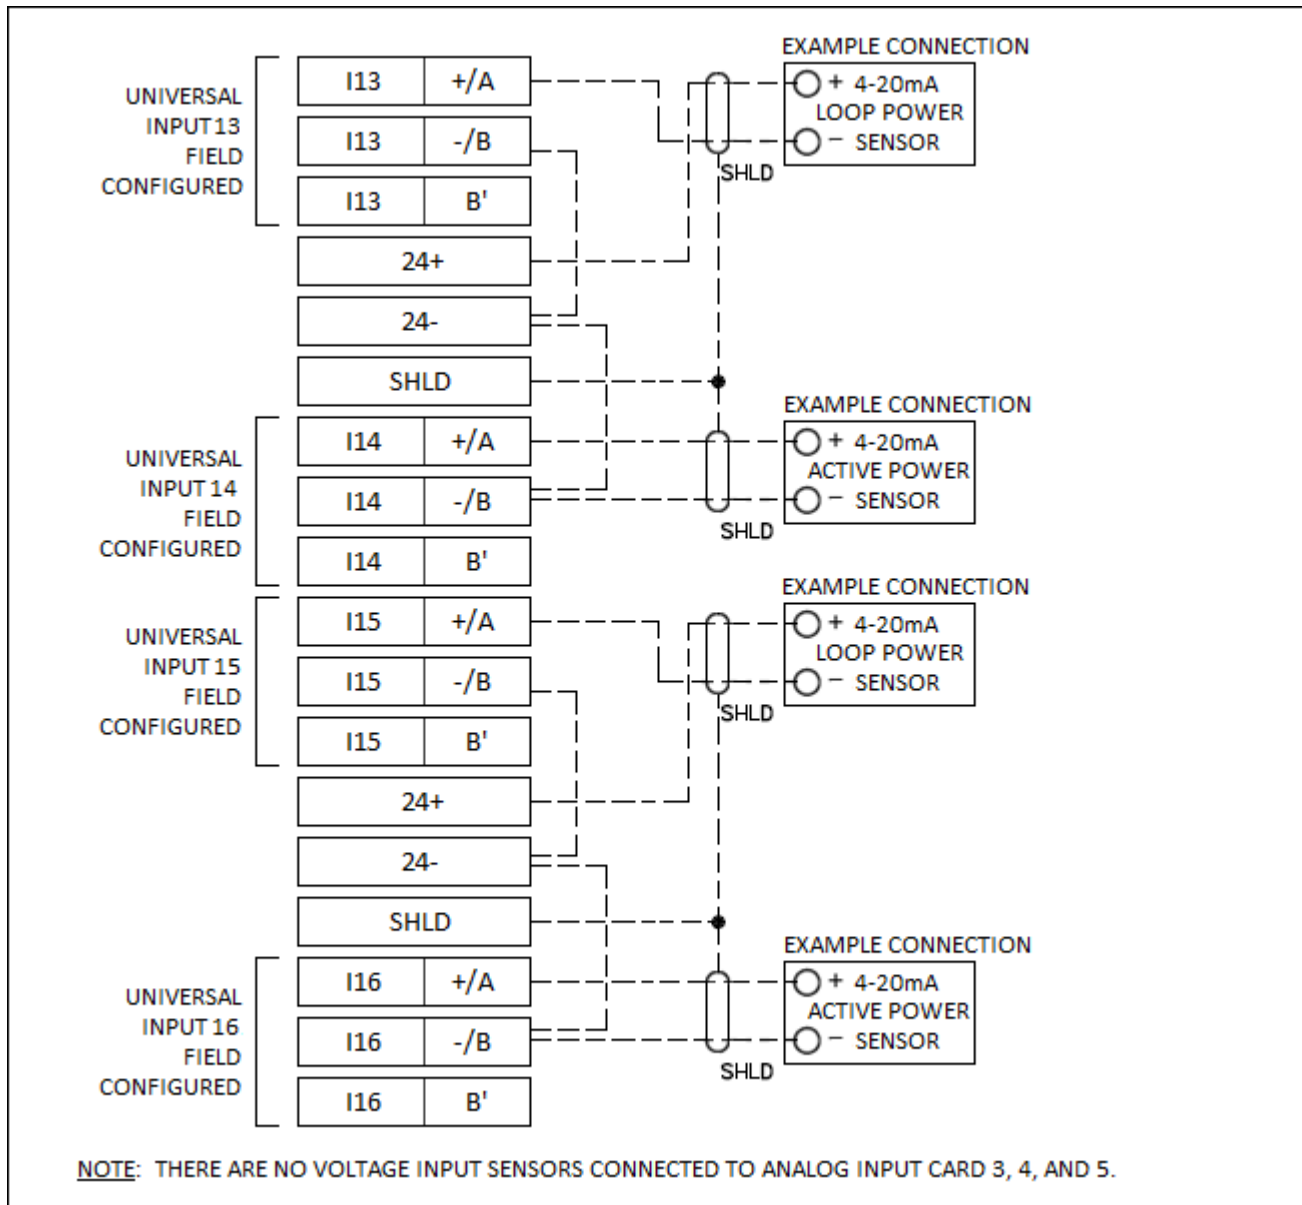 EXAMPLE CONNECTION
UNIVERSAL
INPUT 13
FIELD
CONFIGURED
I13 +/A
I13 -/B
I13 B'
+ 4-20mA
LOOP POWER
– SENSOR
SHLD
24+
24-
SHLD
EXAMPLE CONNECTION
UNIVERSAL
INPUT 14
FIELD
CONFIGURED
I14 +/A
I14 -/B
I14 B'
+ 4-20mA
ACTIVE POWER
– SENSOR
SHLD
EXAMPLE CONNECTION
UNIVERSAL
INPUT 15
FIELD
CONFIGURED
I15 +/A
I15 -/B
I15 B'
+ 4-20mA
LOOP POWER
– SENSOR
SHLD
24+
24-
SHLD
EXAMPLE CONNECTION
UNIVERSAL
INPUT 16
FIELD
CONFIGURED
I16 +/A
I16 -/B
I16 B'
+ 4-20mA
ACTIVE POWER
– SENSOR
SHLD
NOTE: THERE ARE NO VOLTAGE INPUT SENSORS CONNECTED TO ANALOG INPUT CARD 3, 4, AND 5.